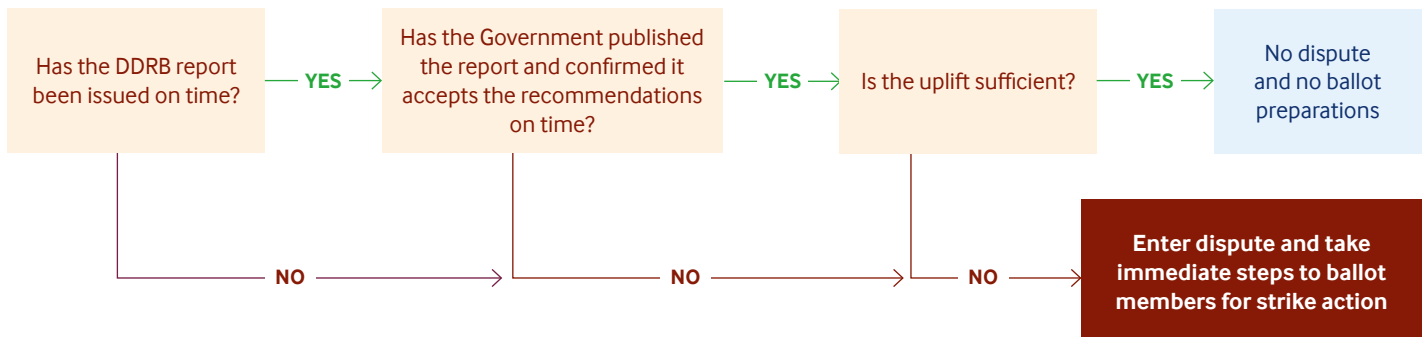 Has the DDRB report
been issued on time?
YES
Has the Government published
the report and confirmed it
accepts the recommendations
on time?
YES
Is the uplift sufficient?
YES
No dispute
and no ballot
preparations
NO
NO
NO
Enter dispute and take
immediate steps to ballot
members for strike action